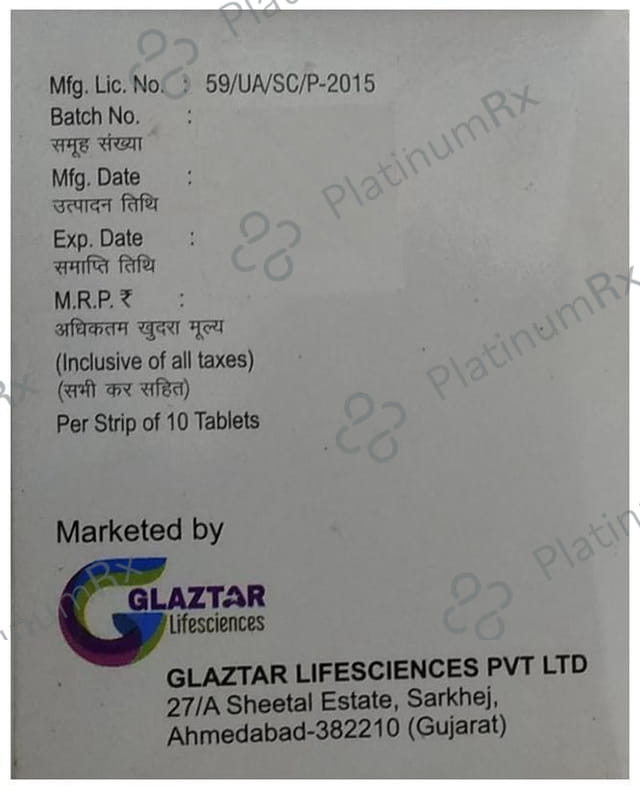 Mfg. Lic. No. : 59/UA/SC/P-2015
Batch No. :
समूह संख्या
Mfg. Date :
उत्पादन तिथि
Exp. Date :
समाप्ति तिथि
M.R.P. ₹ :
अधिकतम खुदरा मूल्य
(Inclusive of all taxes)
(सभी कर सहित)
Per Strip of 10 Tablets
Marketed by
GLAZTAR
Lifesciences
GLAZTAR LIFESCIENCES PVT LTD
27/A Sheetal Estate, Sarkhej,
Ahmedabad-382210 (Gujarat)
PlatinumRx
PlatinumRx